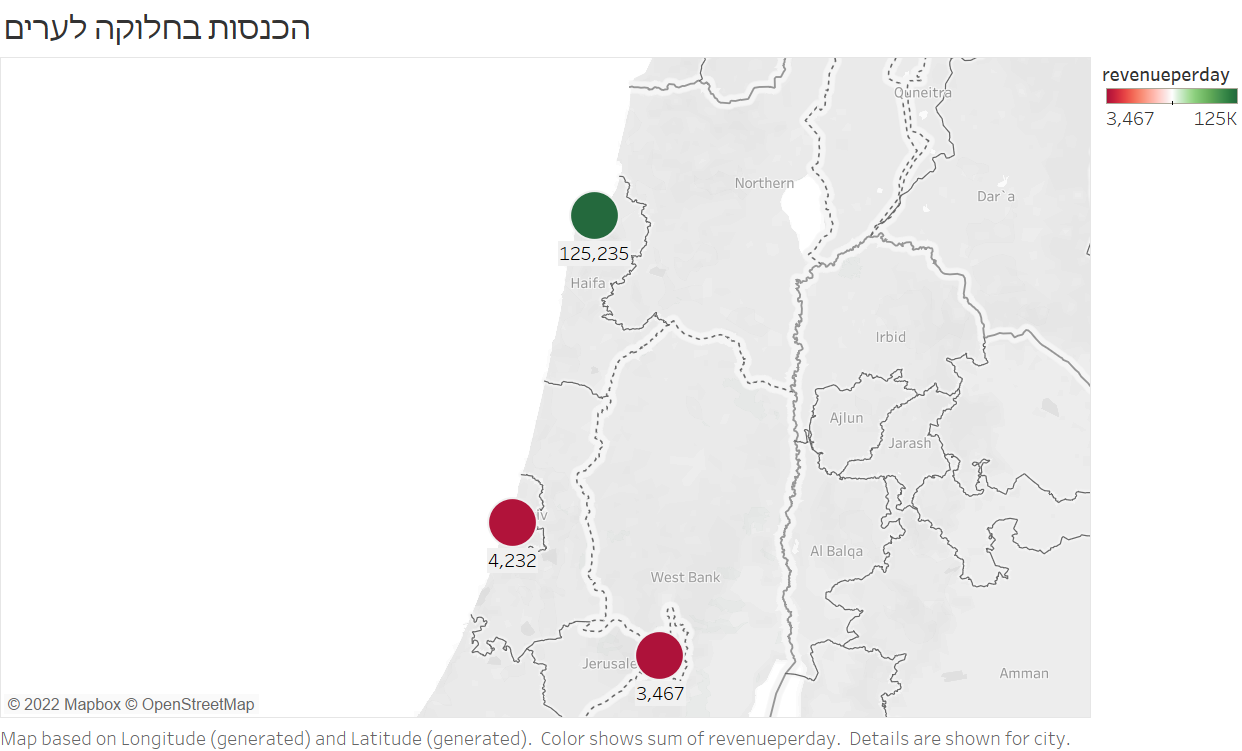 הכנסות בחלוקה לערים
revenueperday
3,467 125K
Quneitra
Northern
Dar`a
125,235
Haifa
Irbid
Ajlun
Jarash
4,232
Al Balqa
West Bank
3,467
Amman
© 2022 Mapbox © OpenStreetMap
Map based on Longitude (generated) and Latitude (generated). Color shows sum of revenueperday. Details are shown for city.